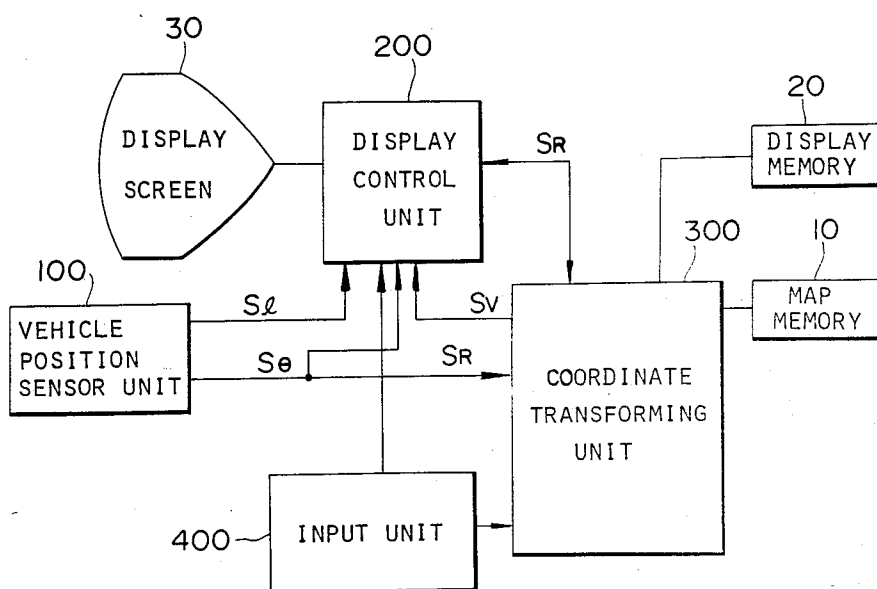 30
DISPLAY
SCREEN
200
DISPLAY
CONTROL
UNIT
SR
20
DISPLAY
MEMORY
300
10
MAP
MEMORY
100
VEHICLE
POSITION
SENSOR UNIT
Sℓ
Sθ
SV
SR
COORDINATE
TRANSFORMING
UNIT
400
INPUT UNIT